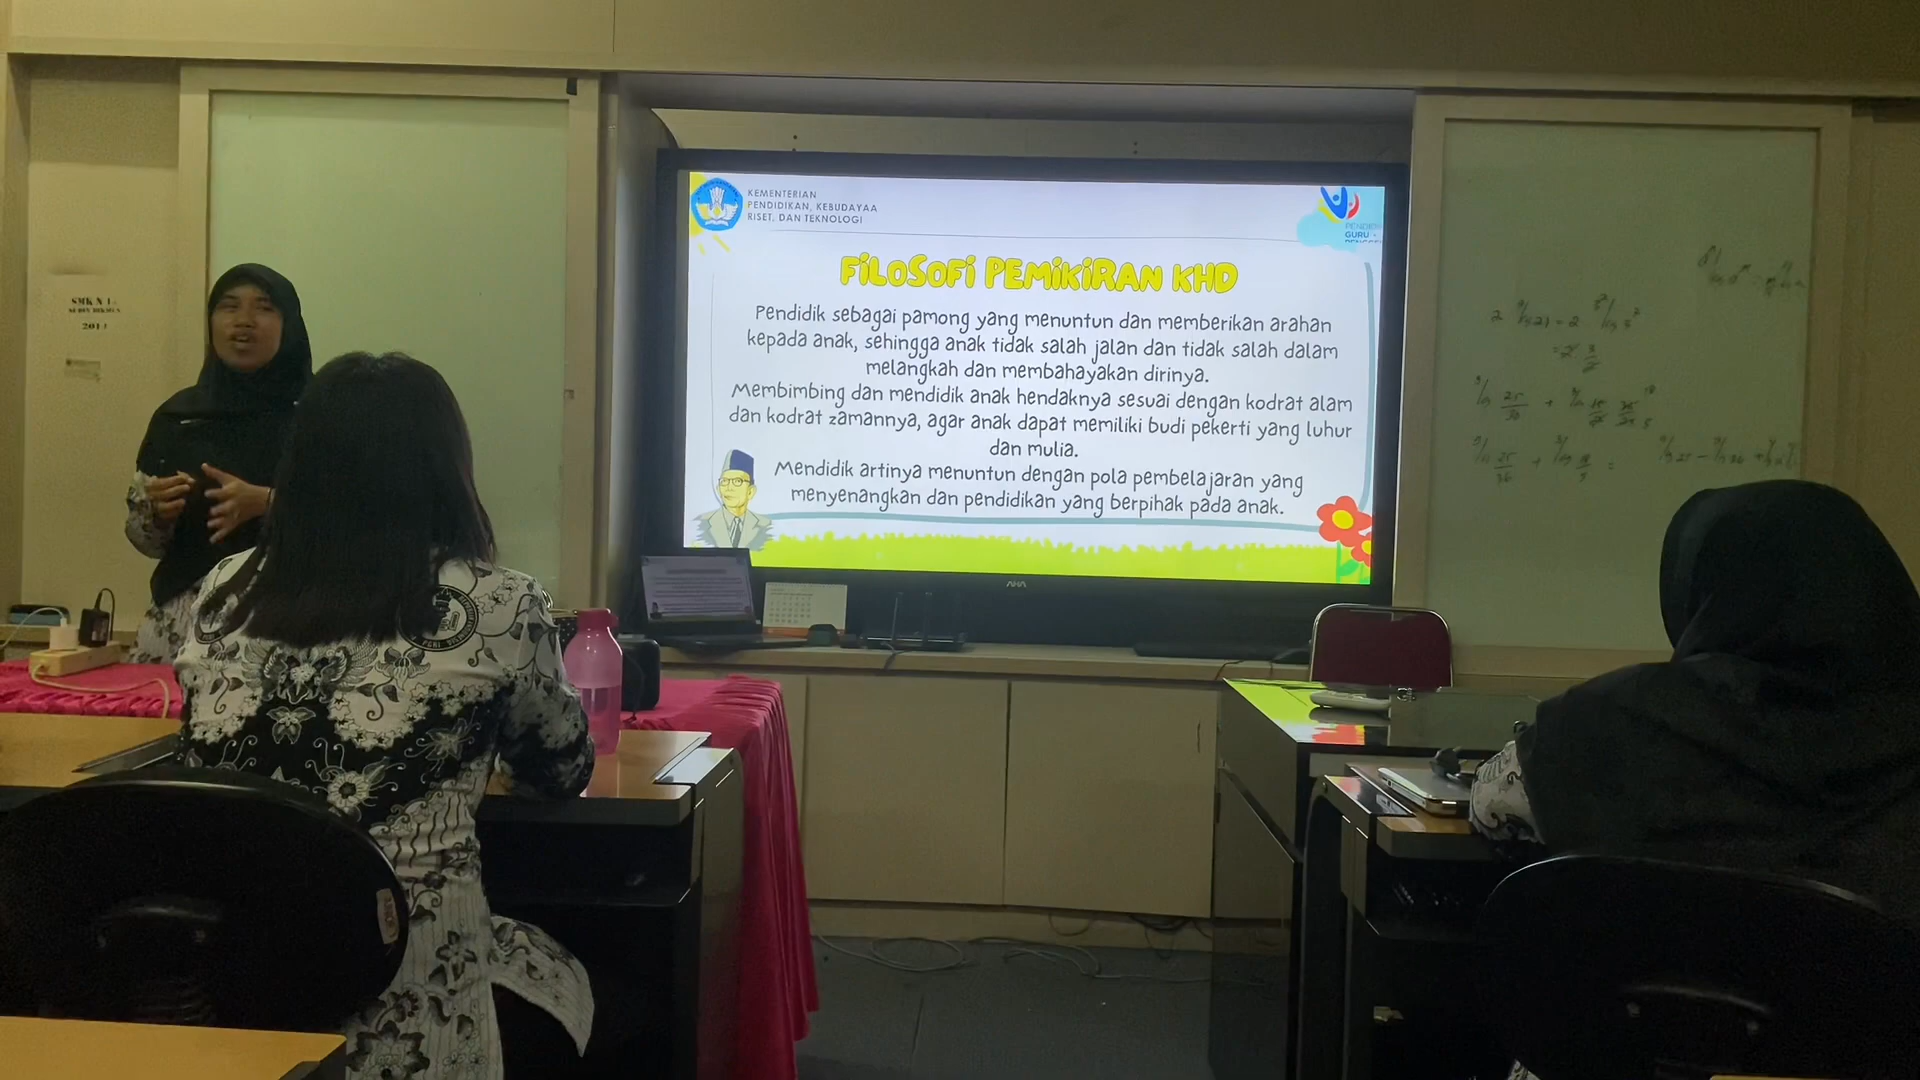 KEMENTERIAN
PENDIDIKAN, KEBUDAYAA
RISET, DAN TEKNOLOGI
GURU
FILOSOFI PEMIKIRAN KHD
Pendidik sebagai pamong yang menuntun dan memberikan arahan
kepada anak, sehingga anak tidak salah jalan dan tidak salah dalam
melangkah dan membahayakan dirinya.
Membimbing dan mendidik anak hendaknya sesuai dengan kodrat alam
dan kodrat zamannya, agar anak dapat memiliki budi pekerti yang luhur
dan mulia.
Mendidik artinya menuntun dengan pola pembelajaran yang
menyenangkan dan pendidikan yang berpihak pada anak.
AXA
SMK N 1
2014